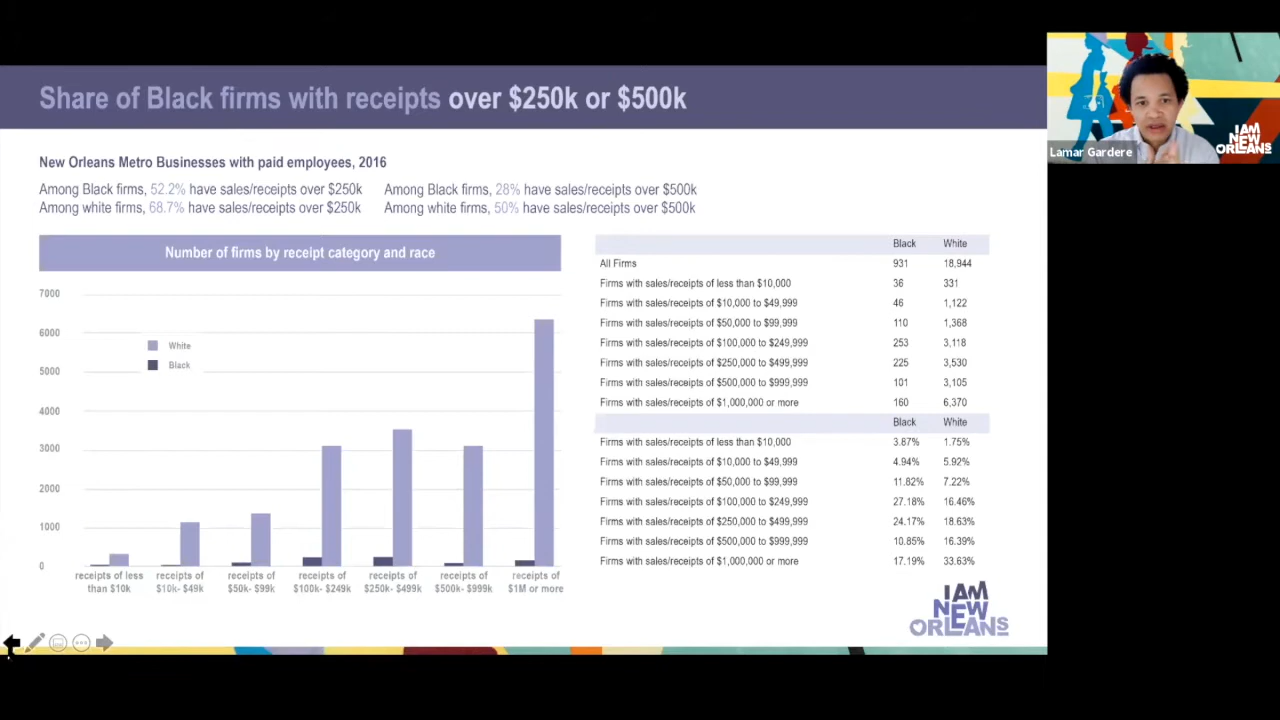 Share of Black firms with receipts over $250k or $500k
New Orleans Metro Businesses with paid employees, 2016
Among Black firms, 52.2% have sales/receipts over $250k
Among white firms, 68.7% have sales/receipts over $250k
Among Black firms, 28% have sales/receipts over $500k
Among white firms, 50% have sales/receipts over $500k
Number of firms by receipt category and race
7000
6000
5000
4000
3000
2000
1000
0
White
Black
receipts of less
than $10k
receipts of
$10k- $49k
receipts of
$50k- $99k
receipts of
$100k- $249k
receipts of
$250k- $499k
receipts of
$500k- $999k
receipts of
$1M or more
Black White
All Firms 931 18,944
Firms with sales/receipts of less than $10,000 36 331
Firms with sales/receipts of $10,000 to $49,999 46 1,122
Firms with sales/receipts of $50,000 to $99,999 110 1,368
Firms with sales/receipts of $100,000 to $249,999 253 3,118
Firms with sales/receipts of $250,000 to $499,999 225 3,530
Firms with sales/receipts of $500,000 to $999,999 101 3,105
Firms with sales/receipts of $1,000,000 or more 160 6,370
Black White
Firms with sales/receipts of less than $10,000 3.87% 1.75%
Firms with sales/receipts of $10,000 to $49,999 4.94% 5.92%
Firms with sales/receipts of $50,000 to $99,999 11.82% 7.22%
Firms with sales/receipts of $100,000 to $249,999 27.18% 16.46%
Firms with sales/receipts of $250,000 to $499,999 24.17% 18.63%
Firms with sales/receipts of $500,000 to $999,999 10.85% 16.39%
Firms with sales/receipts of $1,000,000 or more 17.19% 33.63%
I AM
NEW
ORLEANS
Lamar Gardere
I AM
NEW
ORLEANS